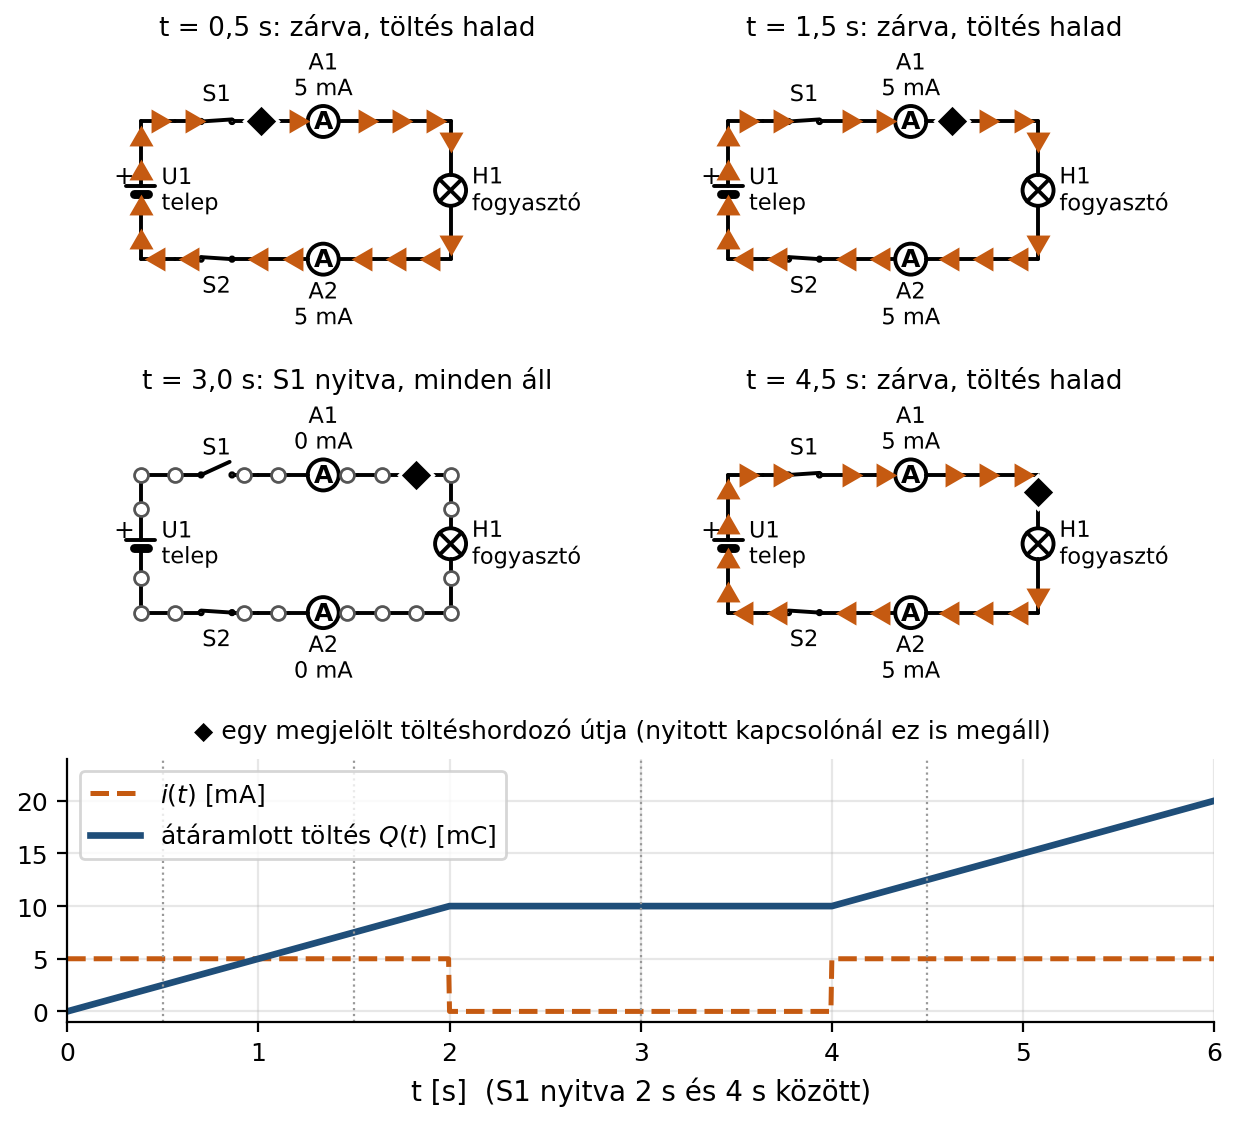 t = 0,5 s: zárva, töltés halad
A1
5 mA
S1
A
+
U1
telep
H1
fogyasztó
A
S2
A2
5 mA
t = 1,5 s: zárva, töltés halad
A1
5 mA
S1
A
+
U1
telep
H1
fogyasztó
A
S2
A2
5 mA
t = 3,0 s: S1 nyitva, minden áll
A1
0 mA
S1
A
+
U1
telep
H1
fogyasztó
A
S2
A2
0 mA
t = 4,5 s: zárva, töltés halad
A1
5 mA
S1
A
+
U1
telep
H1
fogyasztó
A
S2
A2
5 mA
◆ egy megjelölt töltéshordozó útja (nyitott kapcsolónál ez is megáll)
i(t) [mA]
átáramlott töltés Q(t) [mC]
20
15
10
5
0
0 1 2 3 4 5 6
t [s] (S1 nyitva 2 s és 4 s között)